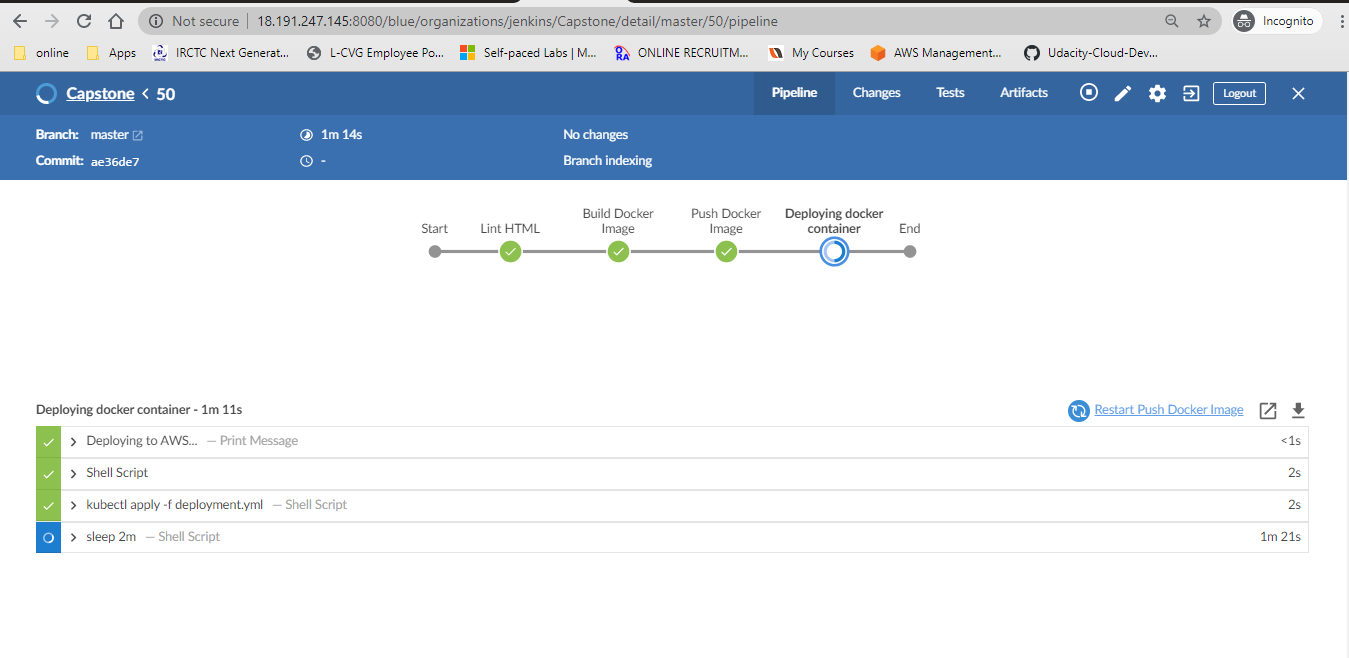 Not secure 18.191.247.145:8080/blue/organizations/jenkins/Capstone/detail/master/50/pipeline Incognito
online Apps IRCTC Next Generat... L-CVG Employee Po... Self-paced Labs | M... ONLINE RECRUITM... My Courses AWS Management... Udacity-Cloud-Dev...
Capstone < 50 Pipeline Changes Tests Artifacts Logout
Branch: master 1m 14s No changes
Commit: ae36de7 - Branch indexing
Build Docker Push Docker Deploying docker
Start Lint HTML Image Image container End
Deploying docker container - 1m 11s Restart Push Docker Image
Deploying to AWS... — Print Message <1s
Shell Script 2s
kubectl apply -f deployment.yml — Shell Script 2s
sleep 2m — Shell Script 1m 21s